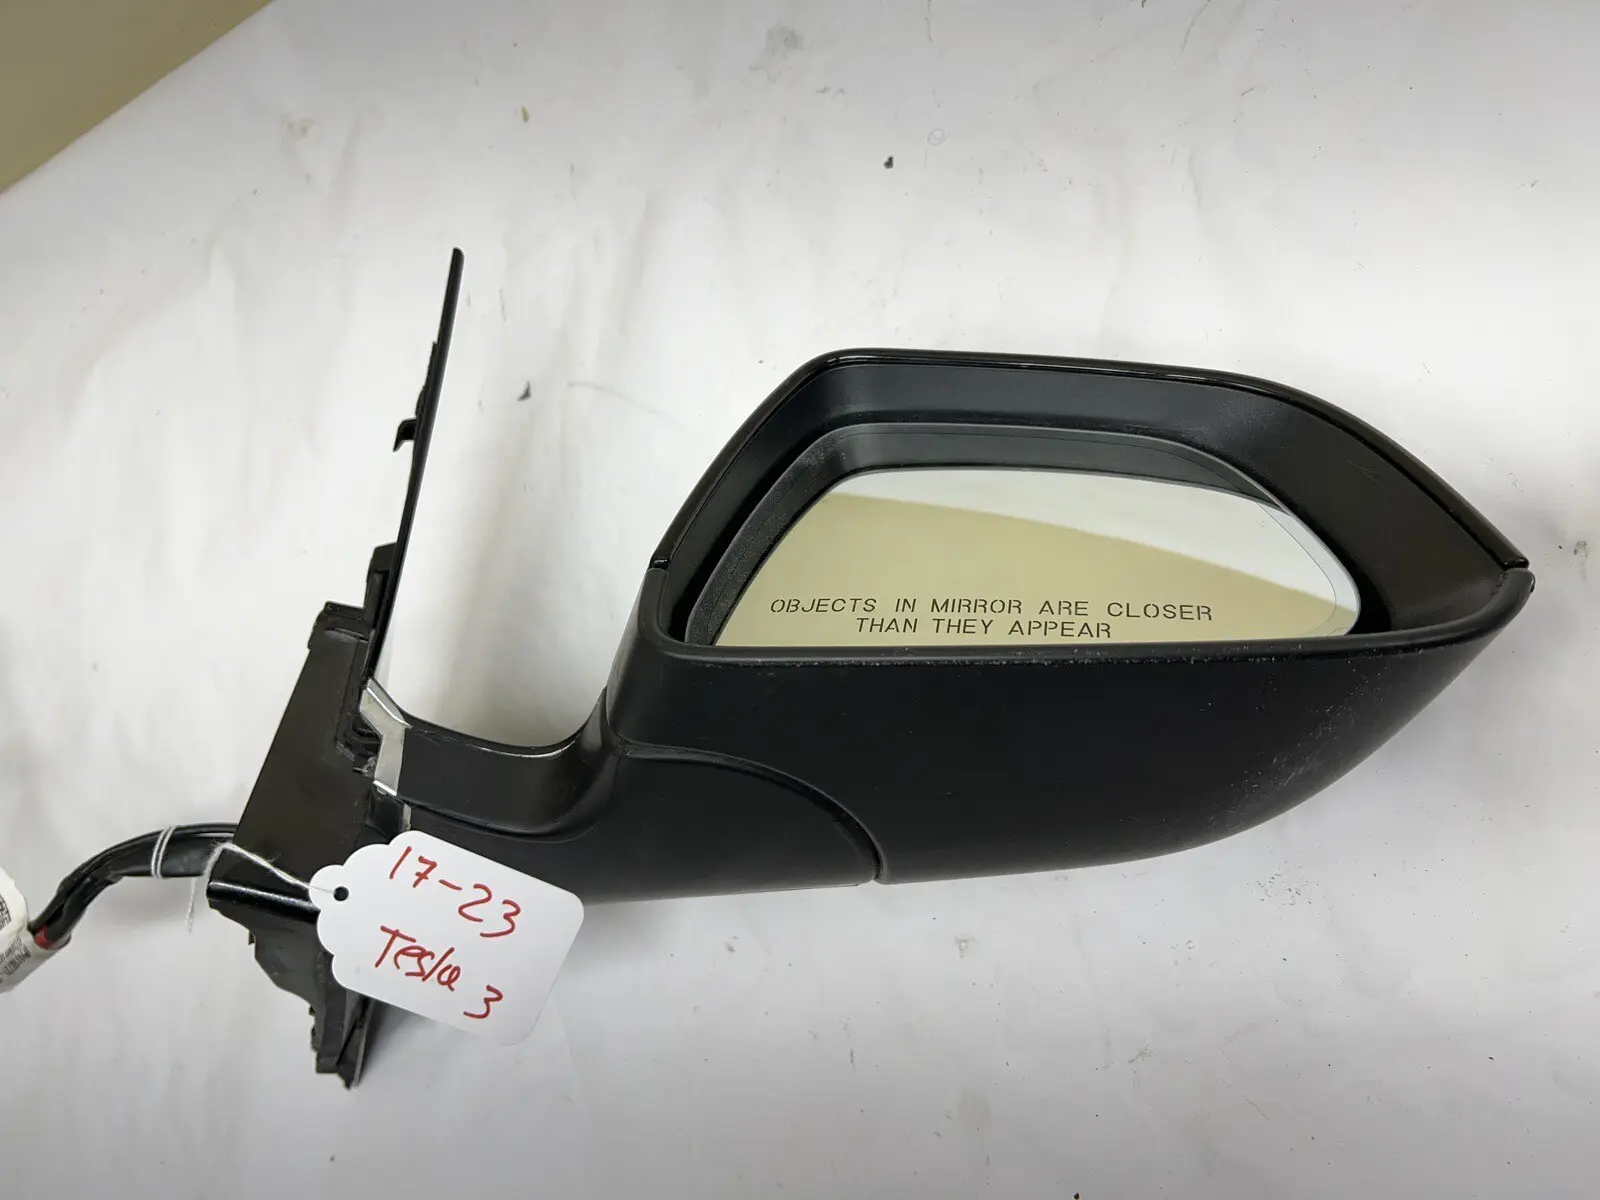 OBJECTS IN MIRROR ARE CLOSER
THAN THEY APPEAR
17-23
Tesla 3